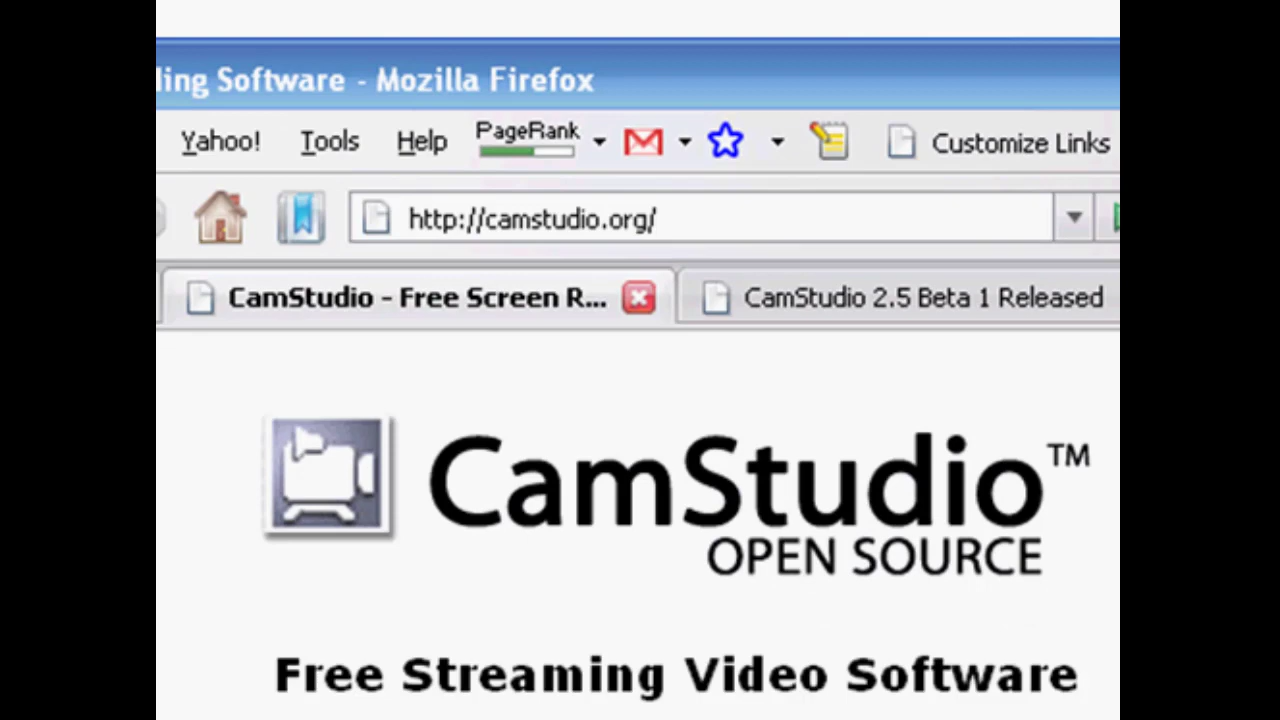 ling Software - Mozilla Firefox
Yahoo! Tools Help PageRank Customize Links
http://camstudio.org/
CamStudio - Free Screen R... CamStudio 2.5 Beta 1 Released
CamStudio™
OPEN SOURCE
Free Streaming Video Software